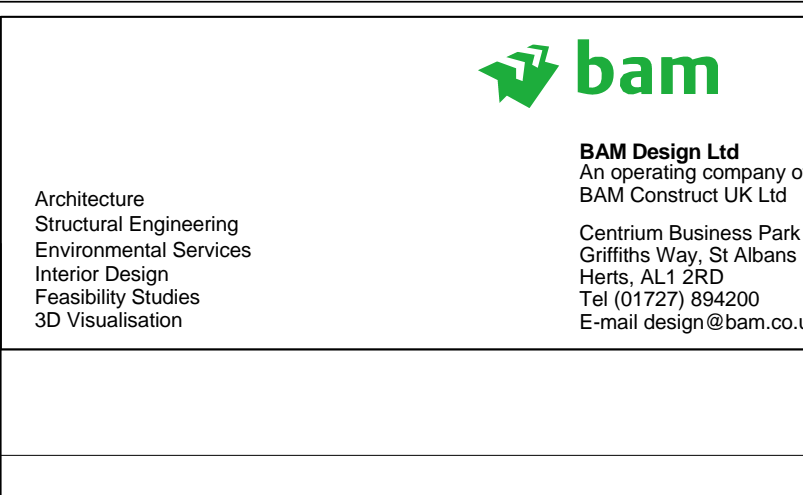 bam
BAM Design Ltd
An operating company o
BAM Construct UK Ltd
Architecture
Structural Engineering
Environmental Services
Interior Design
Feasibility Studies
3D Visualisation
Centrium Business Park
Griffiths Way, St Albans
Herts, AL1 2RD
Tel (01727) 894200
E-mail design@bam.co.u